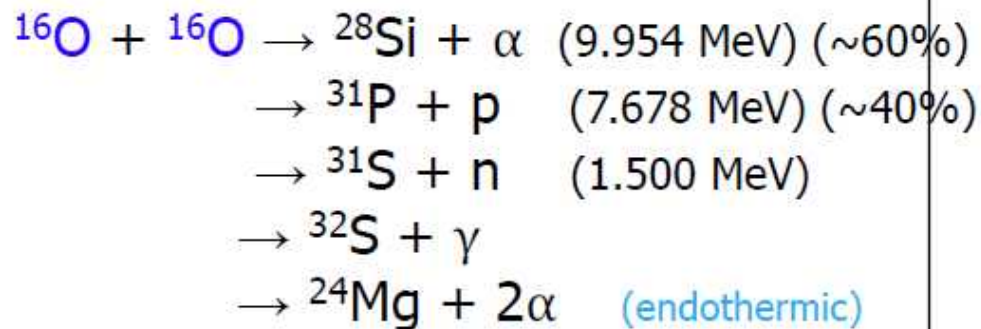 ¹⁶O + ¹⁶O → ²⁸Si + α (9.954 MeV) (~60%)
→ ³¹P + p (7.678 MeV) (~40%)
→ ³¹S + n (1.500 MeV)
→ ³²S + γ
→ ²⁴Mg + 2α (endothermic)